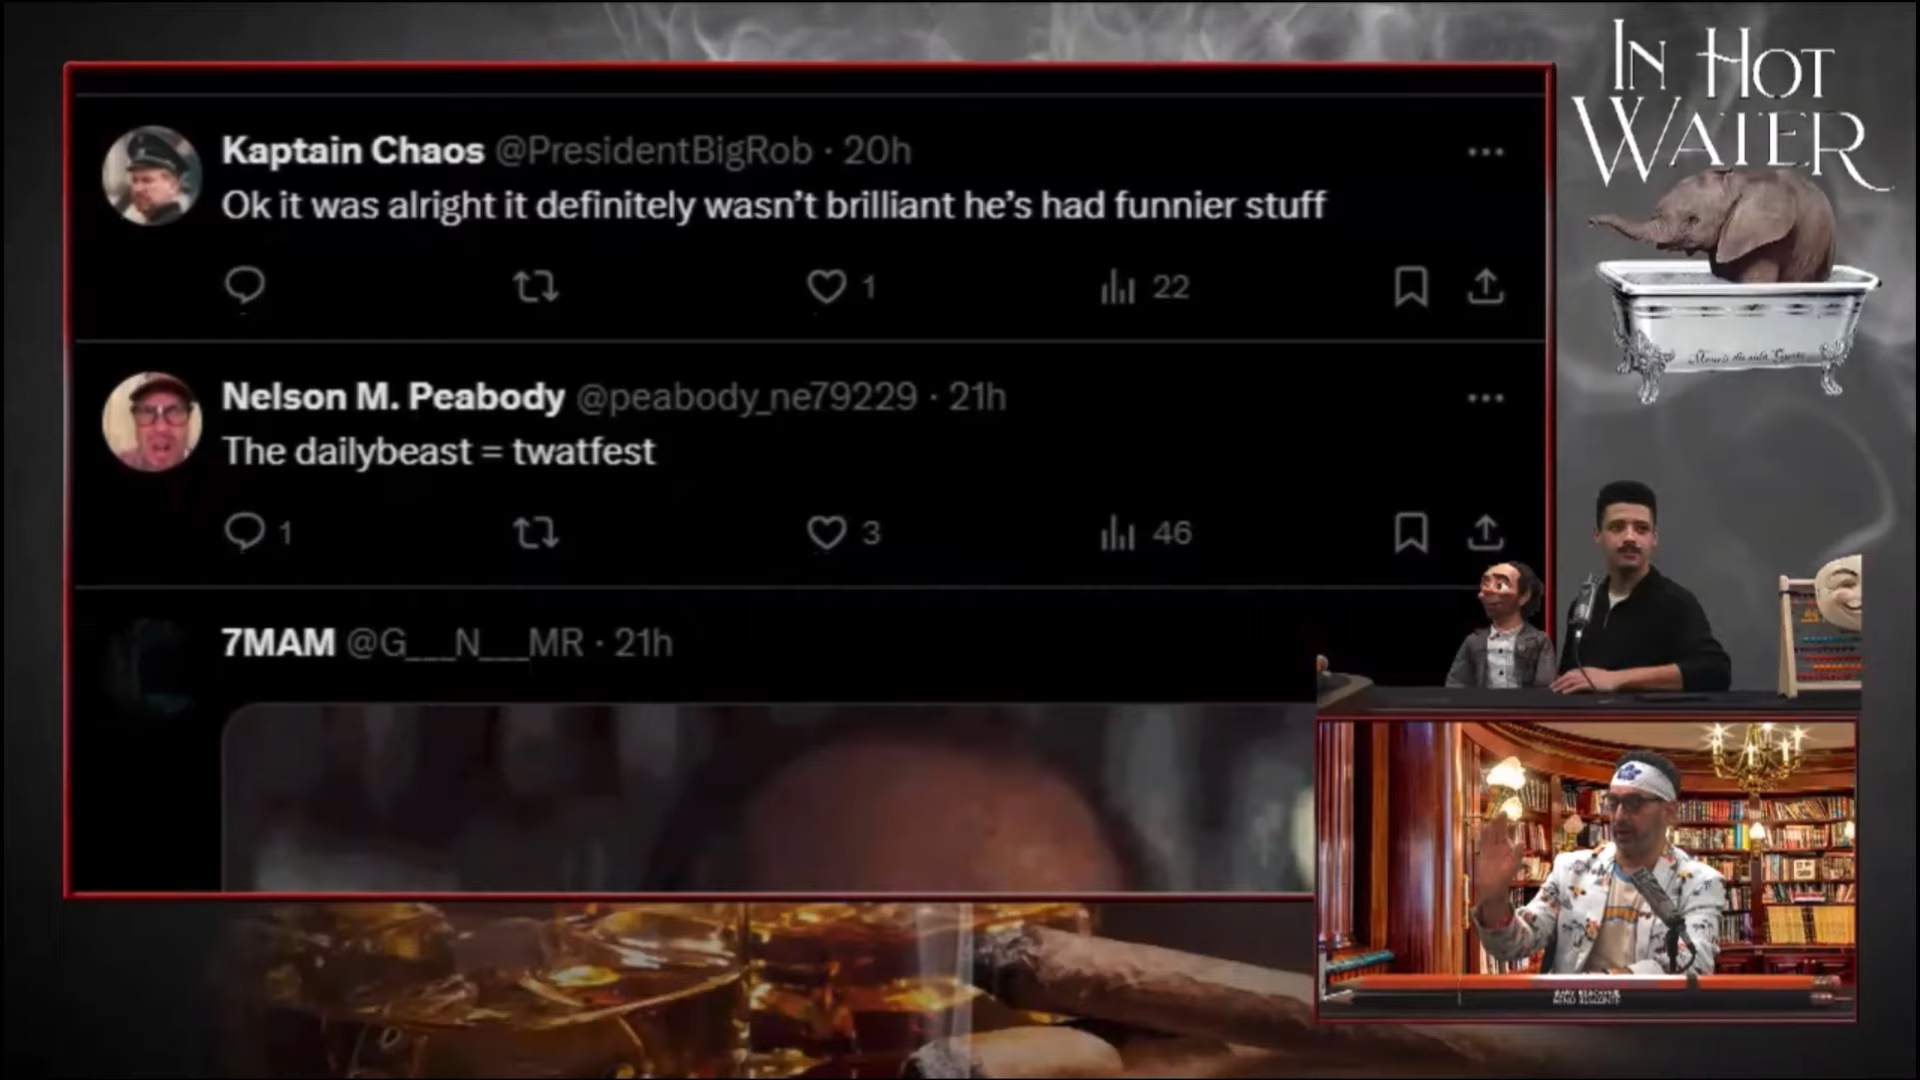 IN HOT
WATER
Kaptain Chaos @PresidentBigRob · 20h
Ok it was alright it definitely wasn't brilliant he's had funnier stuff
1
22
Nelson M. Peabody @peabody_ne79229 · 21h
The dailybeast = twatfest
1
3
46
7MAM @G___N___MR · 21h